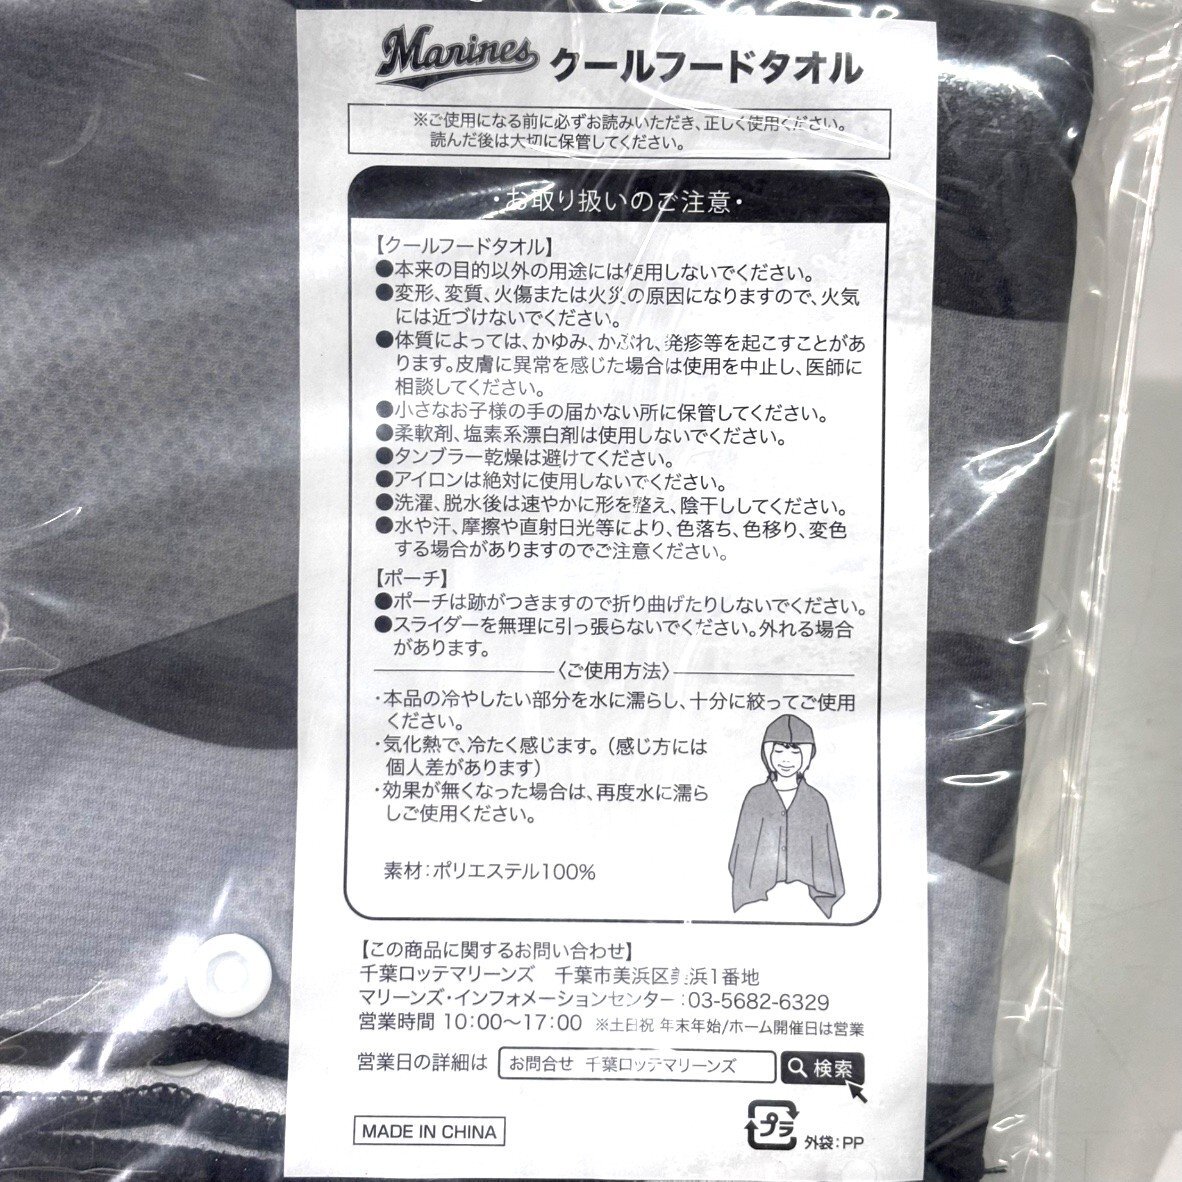 Marines クールフードタオル
※ご使用になる前に必ずお読みいただき、正しく使用ください。
読んだ後は大切に保管してください。
・お取り扱いのご注意・
【クールフードタオル】
●本来の目的以外の用途には使用しないでください。
●変形、変質、火傷または火災の原因になりますので、火気
には近づけないでください。
●体質によっては、かゆみ、かぶれ、発疹等を起こすことがあ
ります。皮膚に異常を感じた場合は使用を中止し、医師に
相談してください。
●小さなお子様の手の届かない所に保管してください。
●柔軟剤、塩素系漂白剤は使用しないでください。
●タンブラー乾燥は避けてください。
●アイロンは絶対に使用しないでください。
●洗濯、脱水後は速やかに形を整え、陰干ししてください。
●水や汗、摩擦や直射日光等により、色落ち、色移り、変色
する場合がありますのでご注意ください。
【ポーチ】
●ポーチは跡がつきますので折り曲げたりしないでください。
●スライダーを無理に引っ張らないでください。外れる場合
があります。
〈ご使用方法〉
・本品の冷やしたい部分を水に濡らし、十分に絞ってご使用
ください。
・気化熱で、冷たく感じます。（感じ方には
個人差があります）
・効果が無くなった場合は、再度水に濡ら
しご使用ください。
素材：ポリエステル100%
【この商品に関するお問い合わせ】
千葉ロッテマリーンズ 千葉市美浜区美浜1番地
マリーンズ・インフォメーションセンター：03-5682-6329
営業時間 10:00～17:00 ※土日祝 年末年始/ホーム開催日は営業
営業日の詳細は お問合せ 千葉ロッテマリーンズ 検索
MADE IN CHINA
プラ 外袋：PP